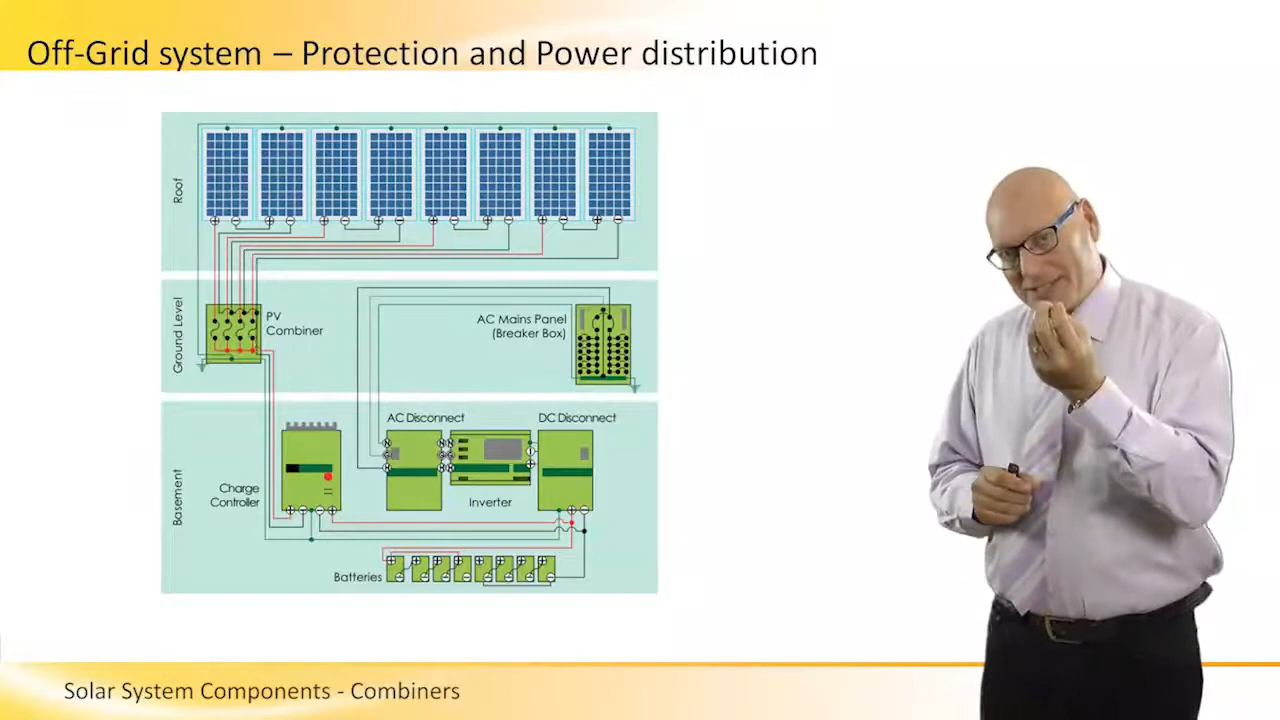 Off-Grid system – Protection and Power distribution
Roof
Ground Level
PV
Combiner
AC Mains Panel
(Breaker Box)
Basement
AC Disconnect
DC Disconnect
Charge
Controller
Inverter
Batteries
Solar System Components - Combiners